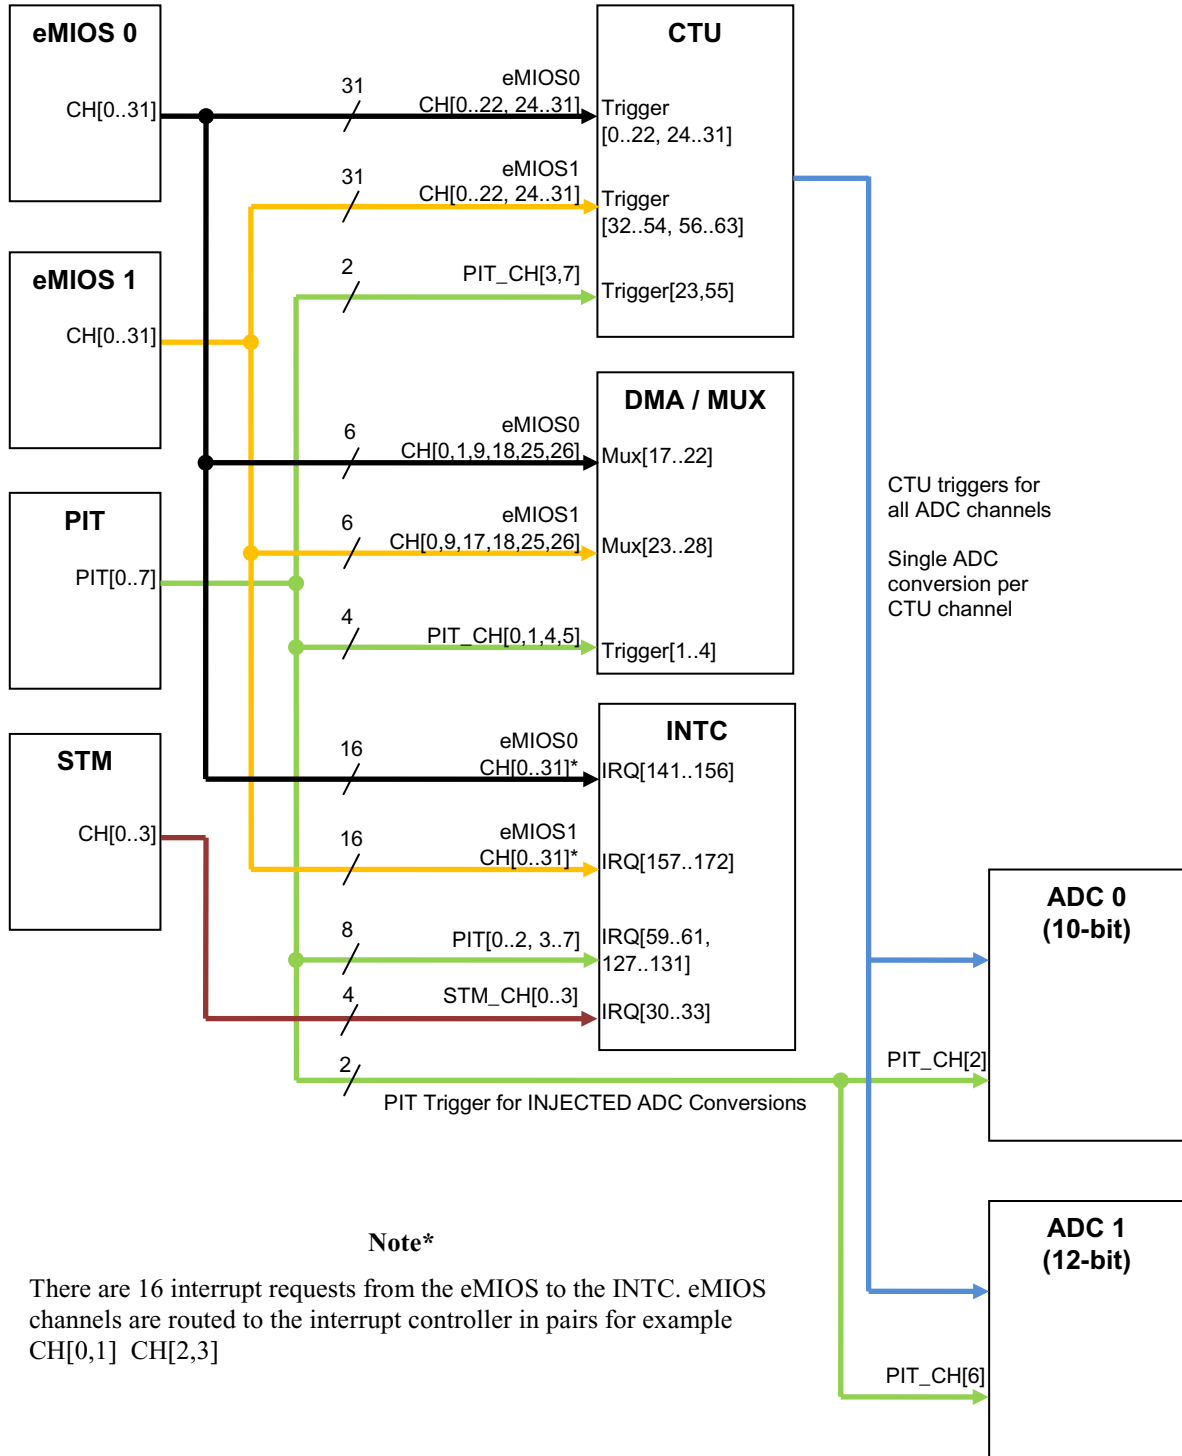 eMIOS 0
CH[0..31]
eMIOS 1
CH[0..31]
PIT
PIT[0..7]
STM
CH[0..3]
31
eMIOS0
CH[0..22, 24..31]
31
eMIOS1
CH[0..22, 24..31]
2
PIT_CH[3,7]
CTU
Trigger
[0..22, 24..31]
Trigger
[32..54, 56..63]
Trigger[23,55]
6
eMIOS0
CH[0,1,9,18,25,26]
6
eMIOS1
CH[0,9,17,18,25,26]
4
PIT_CH[0,1,4,5]
DMA / MUX
Mux[17..22]
Mux[23..28]
Trigger[1..4]
16
eMIOS0
CH[0..31]*
16
eMIOS1
CH[0..31]*
8
PIT[0..2, 3..7]
4
STM_CH[0..3]
INTC
IRQ[141..156]
IRQ[157..172]
IRQ[59..61,
127..131]
IRQ[30..33]
2
PIT Trigger for INJECTED ADC Conversions
CTU triggers for
all ADC channels
Single ADC
conversion per
CTU channel
ADC 0
(10-bit)
PIT_CH[2]
ADC 1
(12-bit)
PIT_CH[6]
Note*
There are 16 interrupt requests from the eMIOS to the INTC. eMIOS
channels are routed to the interrupt controller in pairs for example
CH[0,1]  CH[2,3]